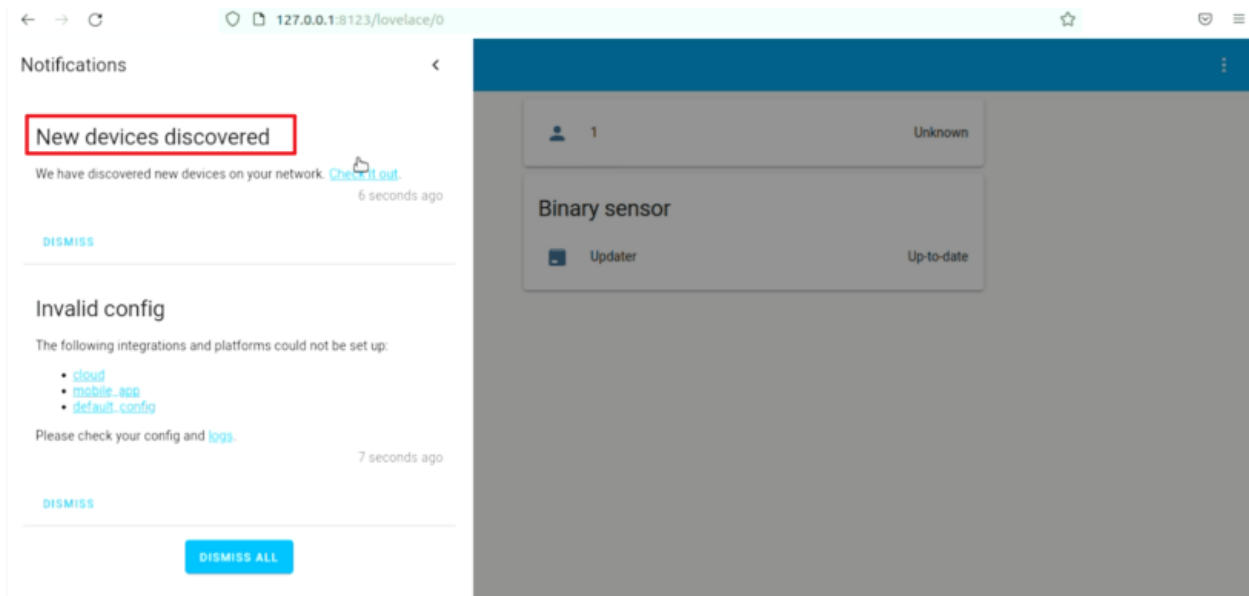 127.0.0.1:8123/lovelace/0
Notifications
New devices discovered
We have discovered new devices on your network. Check it out.
6 seconds ago
DISMISS
Invalid config
The following integrations and platforms could not be set up:
• cloud
• mobile_app
• default_config
Please check your config and logs.
7 seconds ago
DISMISS
DISMISS ALL
1 Unknown
Binary sensor
Updater Up-to-date